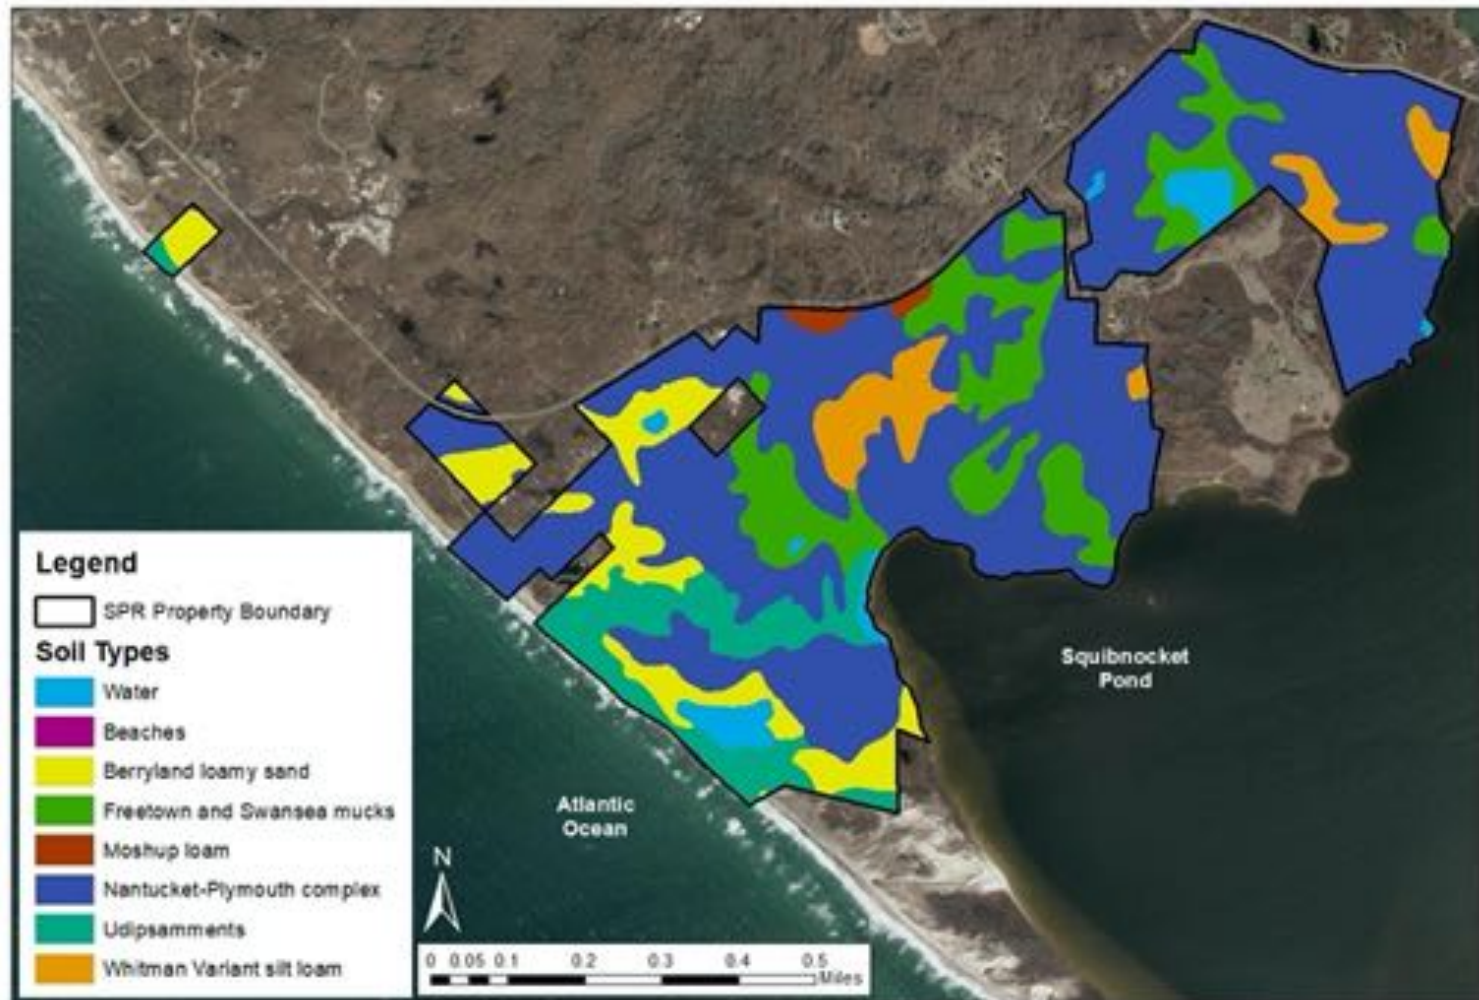 Legend
SPR Property Boundary
Soil Types
Water
Beaches
Berryland loamy sand
Freetown and Swansea mucks
Moshup loam
Nantucket-Plymouth complex
Udipsamments
Whitman Variant silt loam
Squibnocket
Pond
Atlantic
Ocean
N
0 0.05 0.1 0.2 0.3 0.4 0.5
Miles